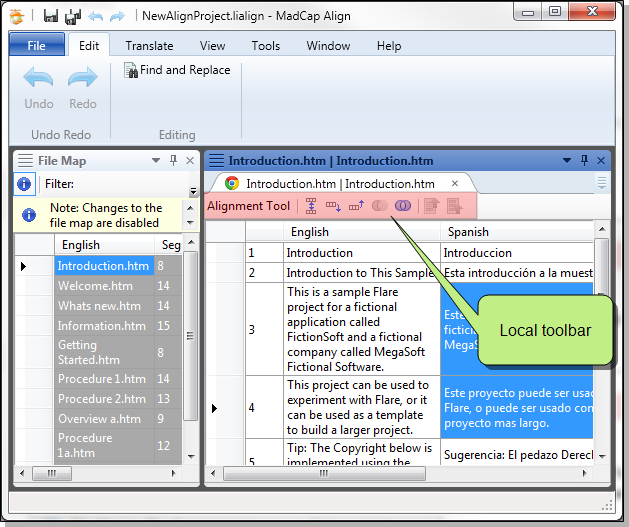 NewAlignProject.lialign - MadCap Align
File Edit Translate View Tools Window Help
Undo Redo
Find and Replace
Undo Redo
Editing
File Map
Filter:
Note: Changes to the
file map are disabled
English Seg
Introduction.htm 8
Welcome.htm 14
Whats new.htm 14
Information.htm 15
Getting
Started.htm 8
Procedure 1.htm 14
Procedure 2.htm 13
Overview a.htm 9
Procedure
1a.htm 12
Introduction.htm | Introduction.htm
Introduction.htm | Introduction.htm
Alignment Tool
English Spanish
1 Introduction Introduccion
2 Introduction to This Sample Esta introducción a la muest
3
This is a sample Flare
project for a fictional
application called
FictionSoft and a fictional
company called MegaSoft
Fictional Software.
Este
ficticia
MegaS
Local toolbar
4
This project can be used to
experiment with Flare, or it
can be used as a template
to build a larger project.
Este proyecto puede ser usad
Flare, o puede ser usado con
proyecto mas largo.
5
Tip: The Copyright below is
implemented using the
Sugerencia: El pedazo Derech